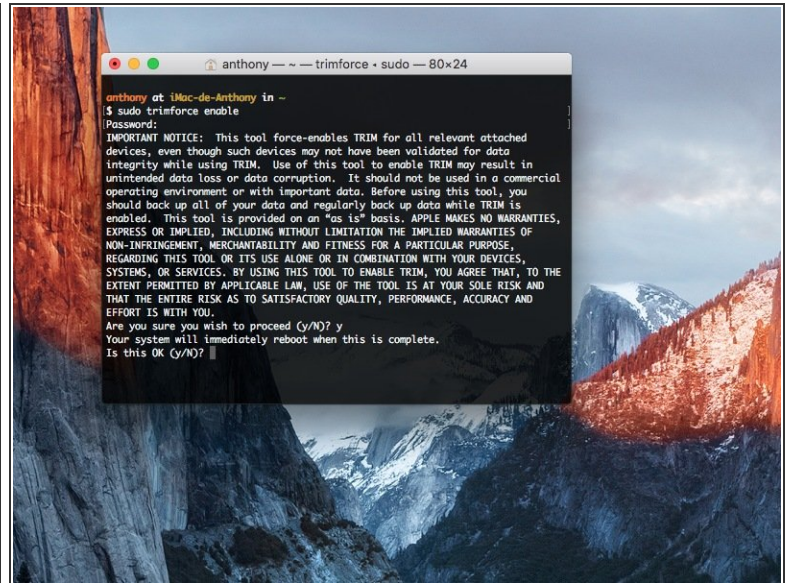 anthony — ~ — trimforce • sudo — 80×24
anthony at iMac-de-Anthony in ~
[$ sudo trimforce enable ]
[Password: ]
IMPORTANT NOTICE:  This tool force-enables TRIM for all relevant attached
devices, even though such devices may not have been validated for data
integrity while using TRIM.  Use of this tool to enable TRIM may result in
unintended data loss or data corruption.  It should not be used in a commercial
operating environment or with important data. Before using this tool, you
should back up all of your data and regularly back up data while TRIM is
enabled.  This tool is provided on an “as is” basis. APPLE MAKES NO WARRANTIES,
EXPRESS OR IMPLIED, INCLUDING WITHOUT LIMITATION THE IMPLIED WARRANTIES OF
NON-INFRINGEMENT, MERCHANTABILITY AND FITNESS FOR A PARTICULAR PURPOSE,
REGARDING THIS TOOL OR ITS USE ALONE OR IN COMBINATION WITH YOUR DEVICES,
SYSTEMS, OR SERVICES. BY USING THIS TOOL TO ENABLE TRIM, YOU AGREE THAT, TO THE
EXTENT PERMITTED BY APPLICABLE LAW, USE OF THE TOOL IS AT YOUR SOLE RISK AND
THAT THE ENTIRE RISK AS TO SATISFACTORY QUALITY, PERFORMANCE, ACCURACY AND
EFFORT IS WITH YOU.
Are you sure you wish to proceed (y/N)? y
Your system will immediately reboot when this is complete.
Is this OK (y/N)?